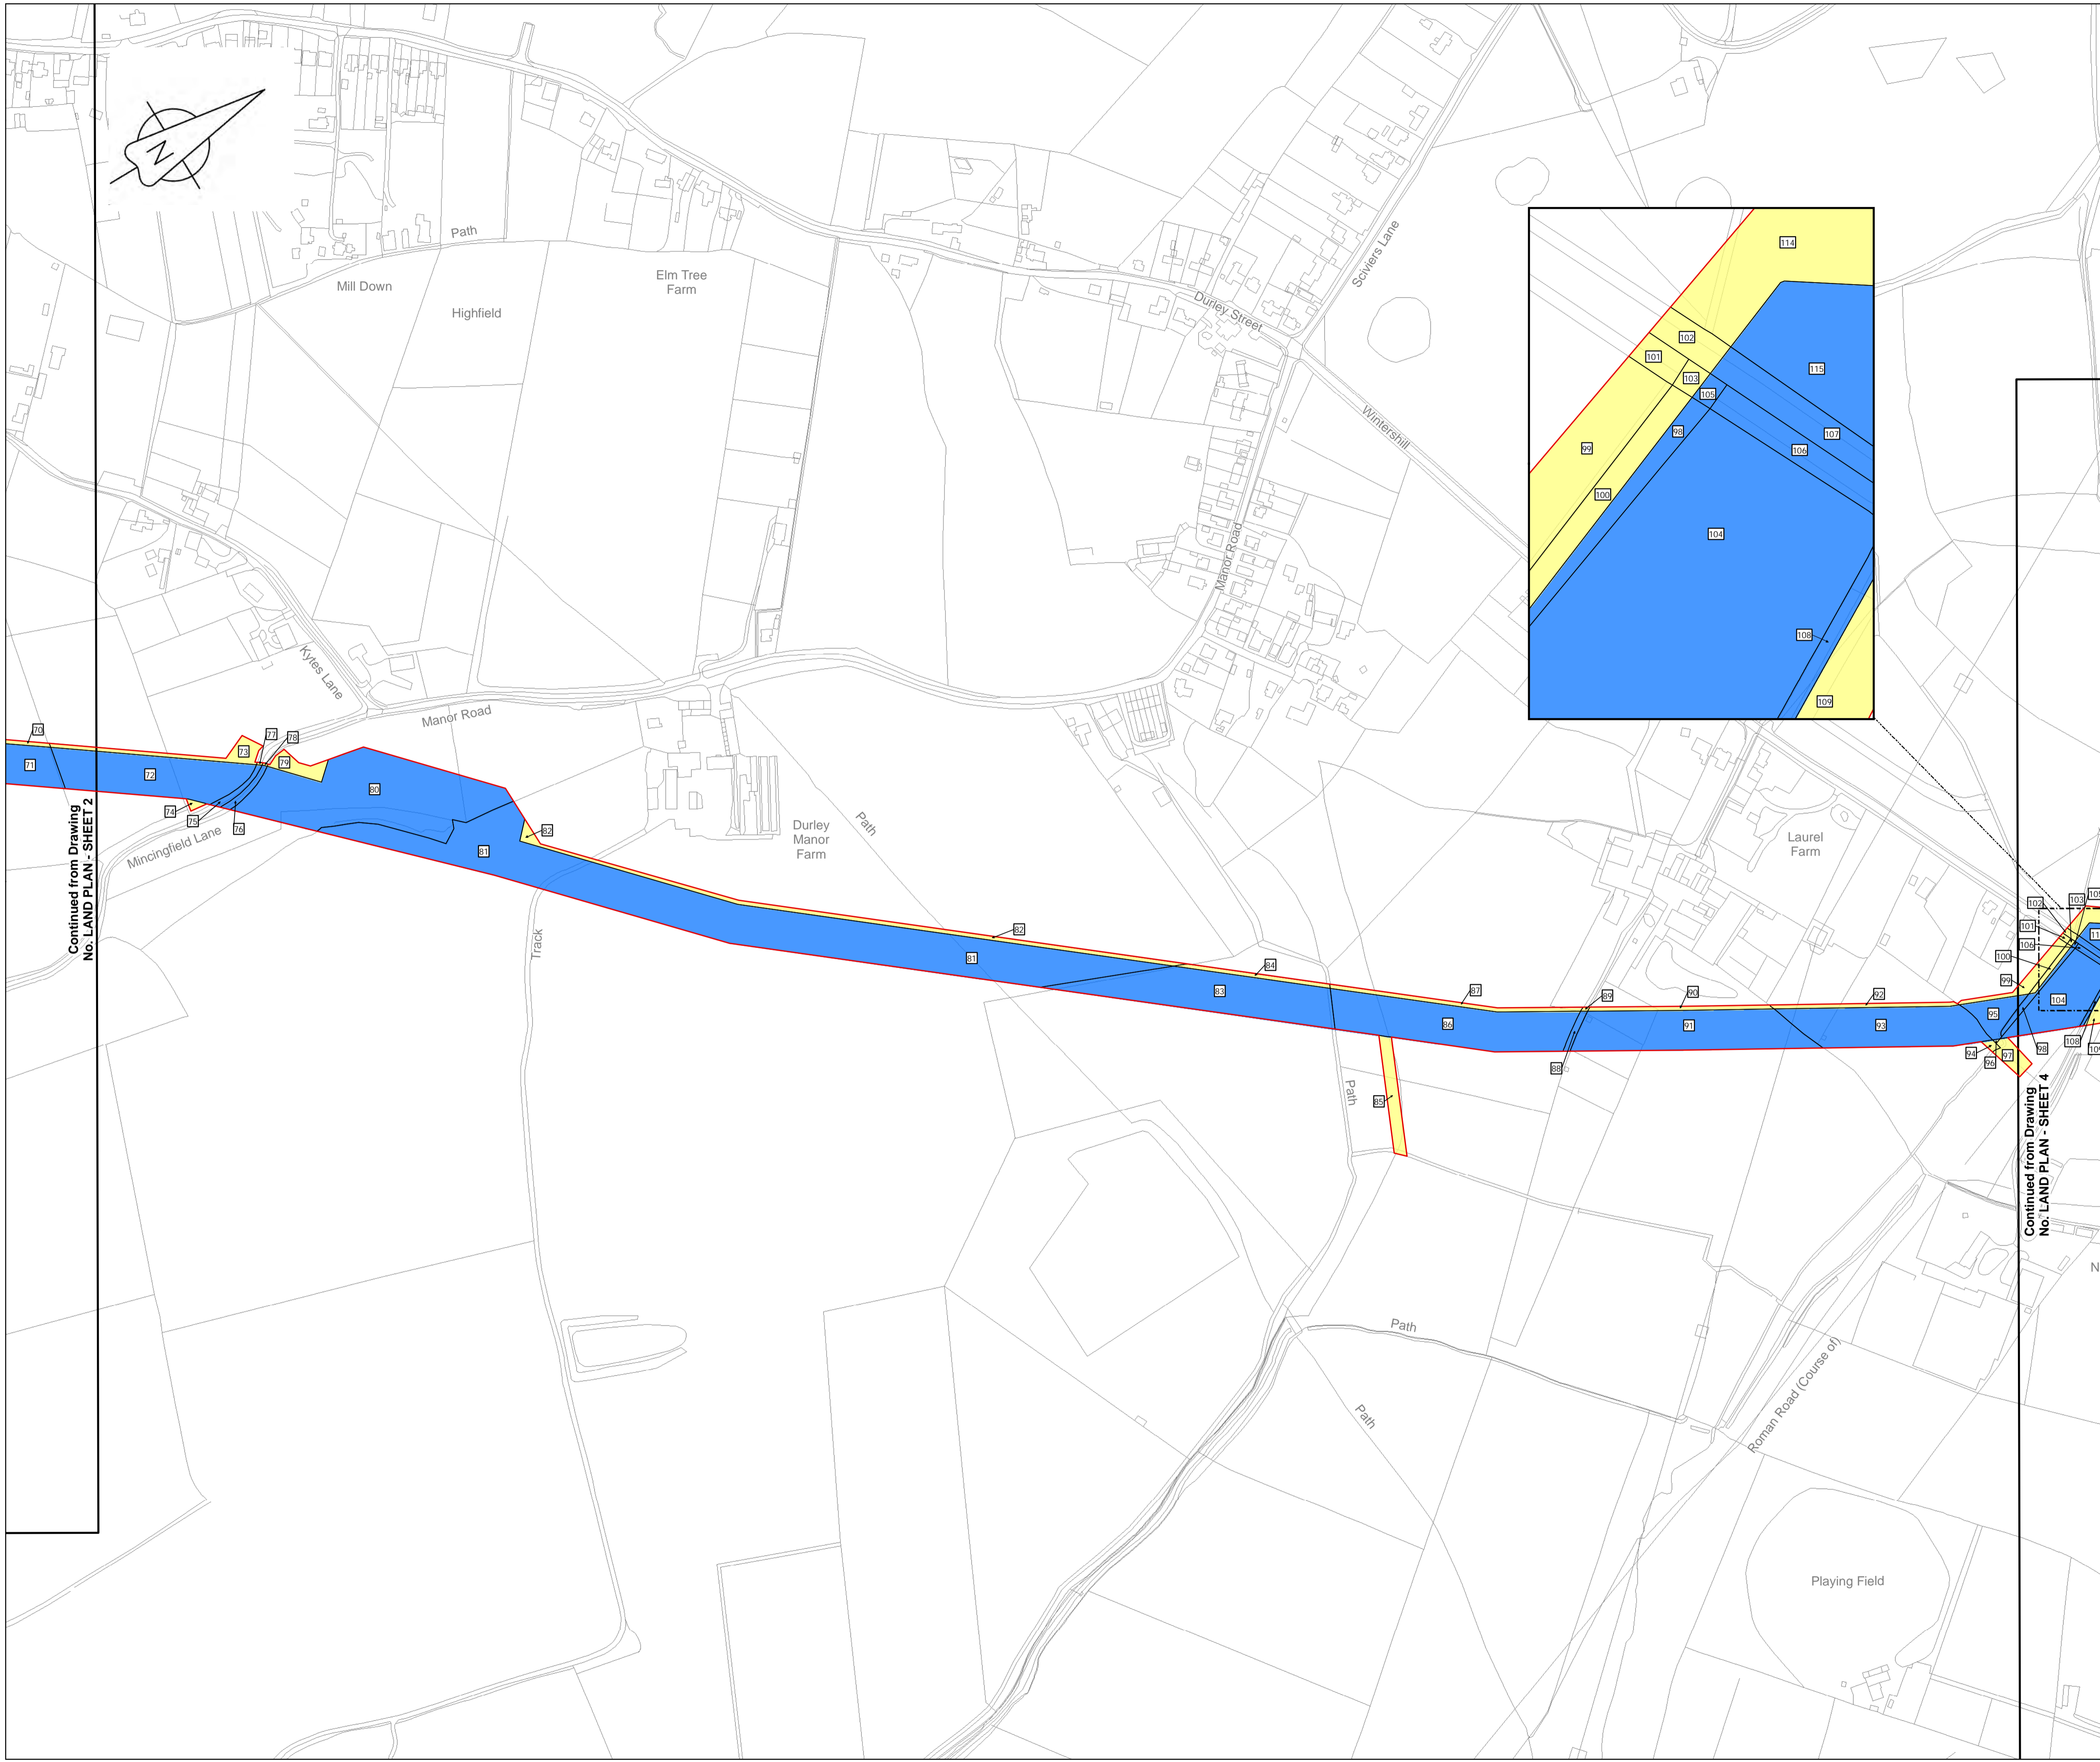 N
Path
Mill Down
Highfield
Elm Tree
Farm
Durley Street
Sciviers Lane
Wintershill
Manor Road
Kytes Lane
Manor Road
Mincingfield Lane
Track
Durley
Manor
Farm
Path
Laurel
Farm
Path
Path
Path
Roman Road (Course of)
Playing Field
Continued from Drawing
No. LAND PLAN - SHEET 2
Continued from Drawing
No. LAND PLAN - SHEET 4
114
102
101
103
105
115
98
107
106
99
100
104
108
109
70
71
72
73
77
78
79
74
75
76
80
82
81
82
81
84
83
87
86
85
89
88
90
91
92
93
95
94
96
97
98
99
100
106
101
102
103
105
104
108
109
11
N